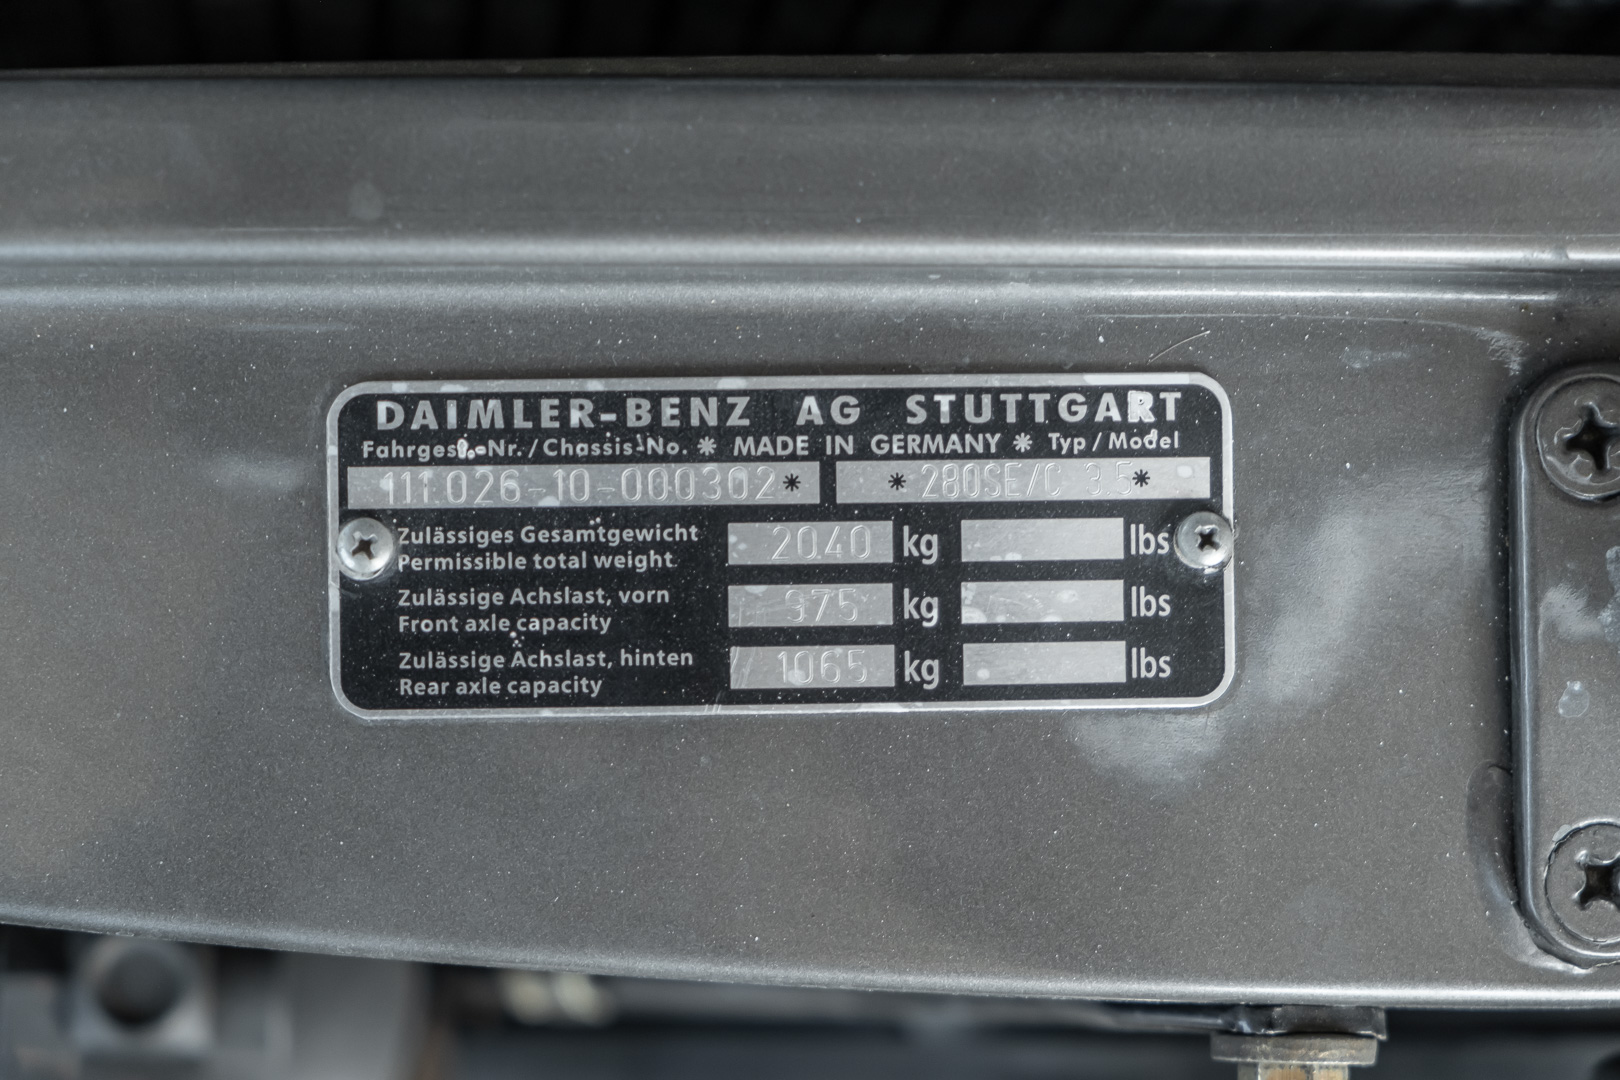 DAIMLER-BENZ AG STUTTGART
Fahrgest.-Nr./Chassis-No. * MADE IN GERMANY * Typ/Model
111.026-10-000302* * 280SE/C 3.5*
Zulässiges Gesamtgewicht
Permissible total weight 2040 kg lbs
Zulässige Achslast, vorn
Front axle capacity 975 kg lbs
Zulässige Achslast, hinten
Rear axle capacity 1065 kg lbs